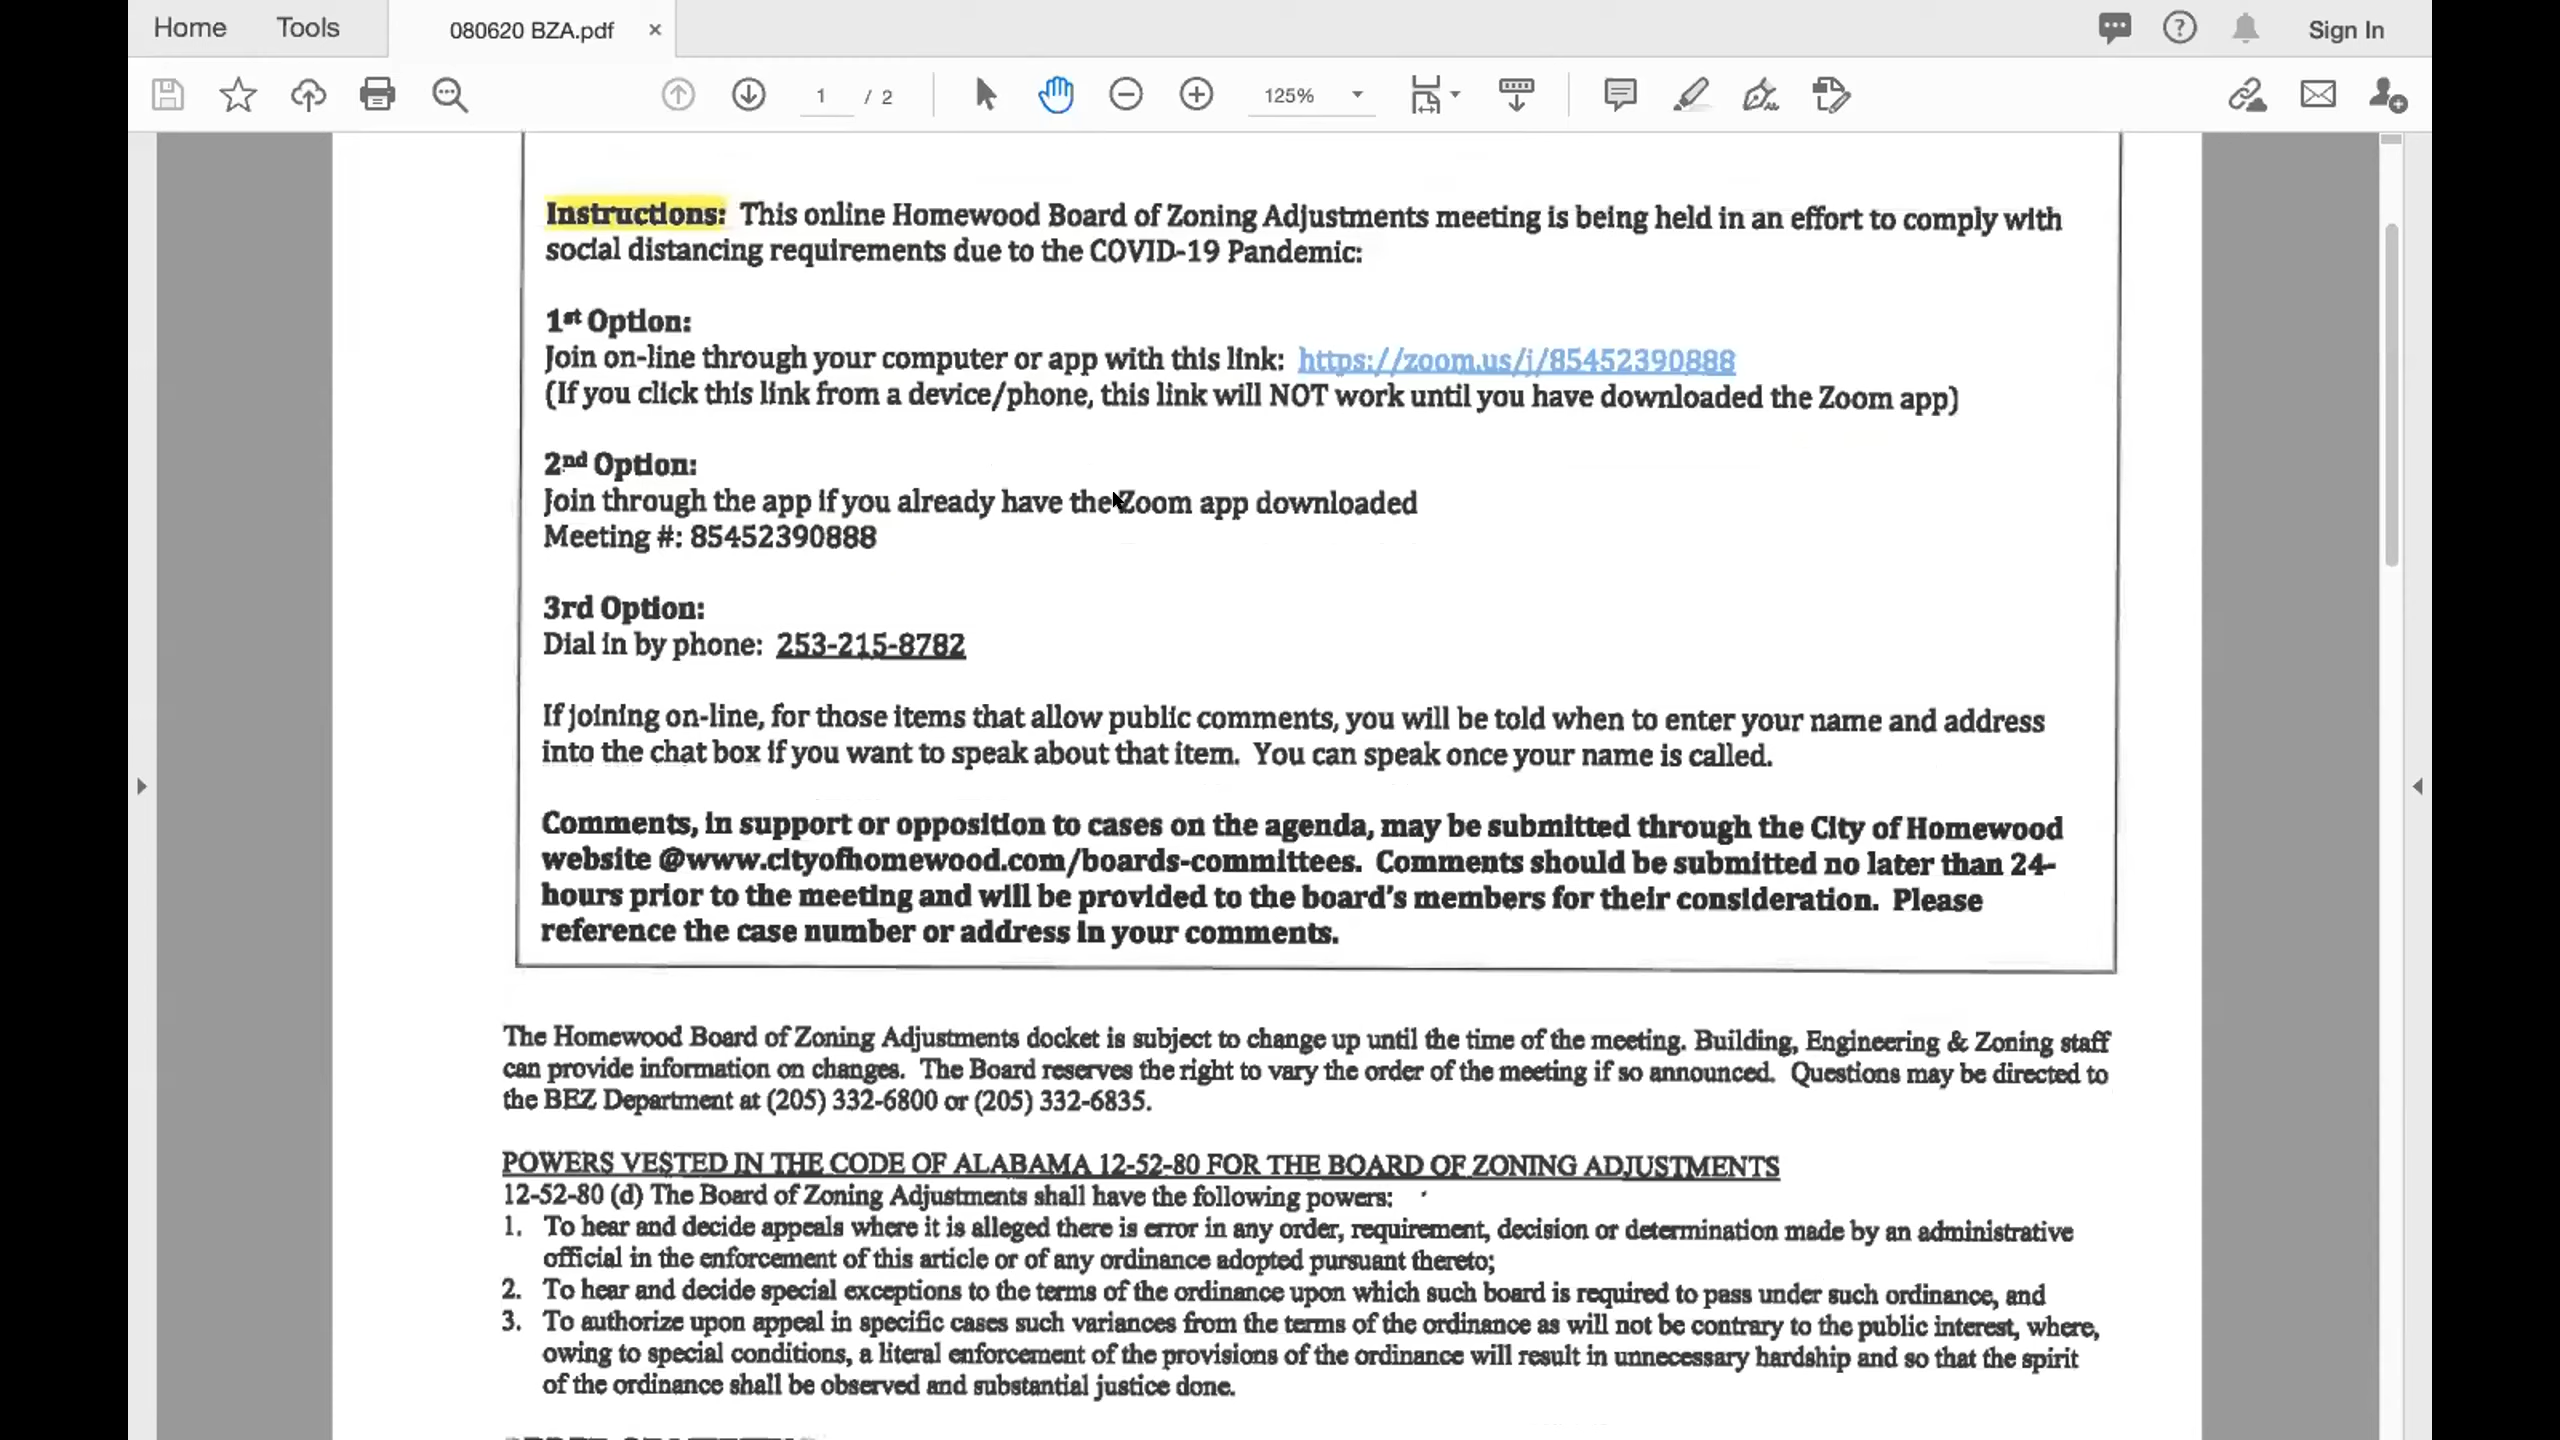 Home Tools 080620 BZA.pdf × Sign In
1 / 2 125%
Instructions: This online Homewood Board of Zoning Adjustments meeting is being held in an effort to comply with
social distancing requirements due to the COVID-19 Pandemic:
1st Option:
Join on-line through your computer or app with this link: https://zoom.us/j/85452390888
(If you click this link from a device/phone, this link will NOT work until you have downloaded the Zoom app)
2nd Option:
Join through the app if you already have the Zoom app downloaded
Meeting #: 85452390888
3rd Option:
Dial in by phone: 253-215-8782
If joining on-line, for those items that allow public comments, you will be told when to enter your name and address
into the chat box if you want to speak about that item. You can speak once your name is called.
Comments, in support or opposition to cases on the agenda, may be submitted through the City of Homewood
website @www.cityofhomewood.com/boards-committees. Comments should be submitted no later than 24-
hours prior to the meeting and will be provided to the board's members for their consideration. Please
reference the case number or address in your comments.
The Homewood Board of Zoning Adjustments docket is subject to change up until the time of the meeting. Building, Engineering & Zoning staff
can provide information on changes. The Board reserves the right to vary the order of the meeting if so announced. Questions may be directed to
the BEZ Department at (205) 332-6800 or (205) 332-6835.
POWERS VESTED IN THE CODE OF ALABAMA 12-52-80 FOR THE BOARD OF ZONING ADJUSTMENTS
12-52-80 (d) The Board of Zoning Adjustments shall have the following powers:
1. To hear and decide appeals where it is alleged there is error in any order, requirement, decision or determination made by an administrative
official in the enforcement of this article or of any ordinance adopted pursuant thereto;
2. To hear and decide special exceptions to the terms of the ordinance upon which such board is required to pass under such ordinance, and
3. To authorize upon appeal in specific cases such variances from the terms of the ordinance as will not be contrary to the public interest, where,
owing to special conditions, a literal enforcement of the provisions of the ordinance will result in unnecessary hardship and so that the spirit
of the ordinance shall be observed and substantial justice done.